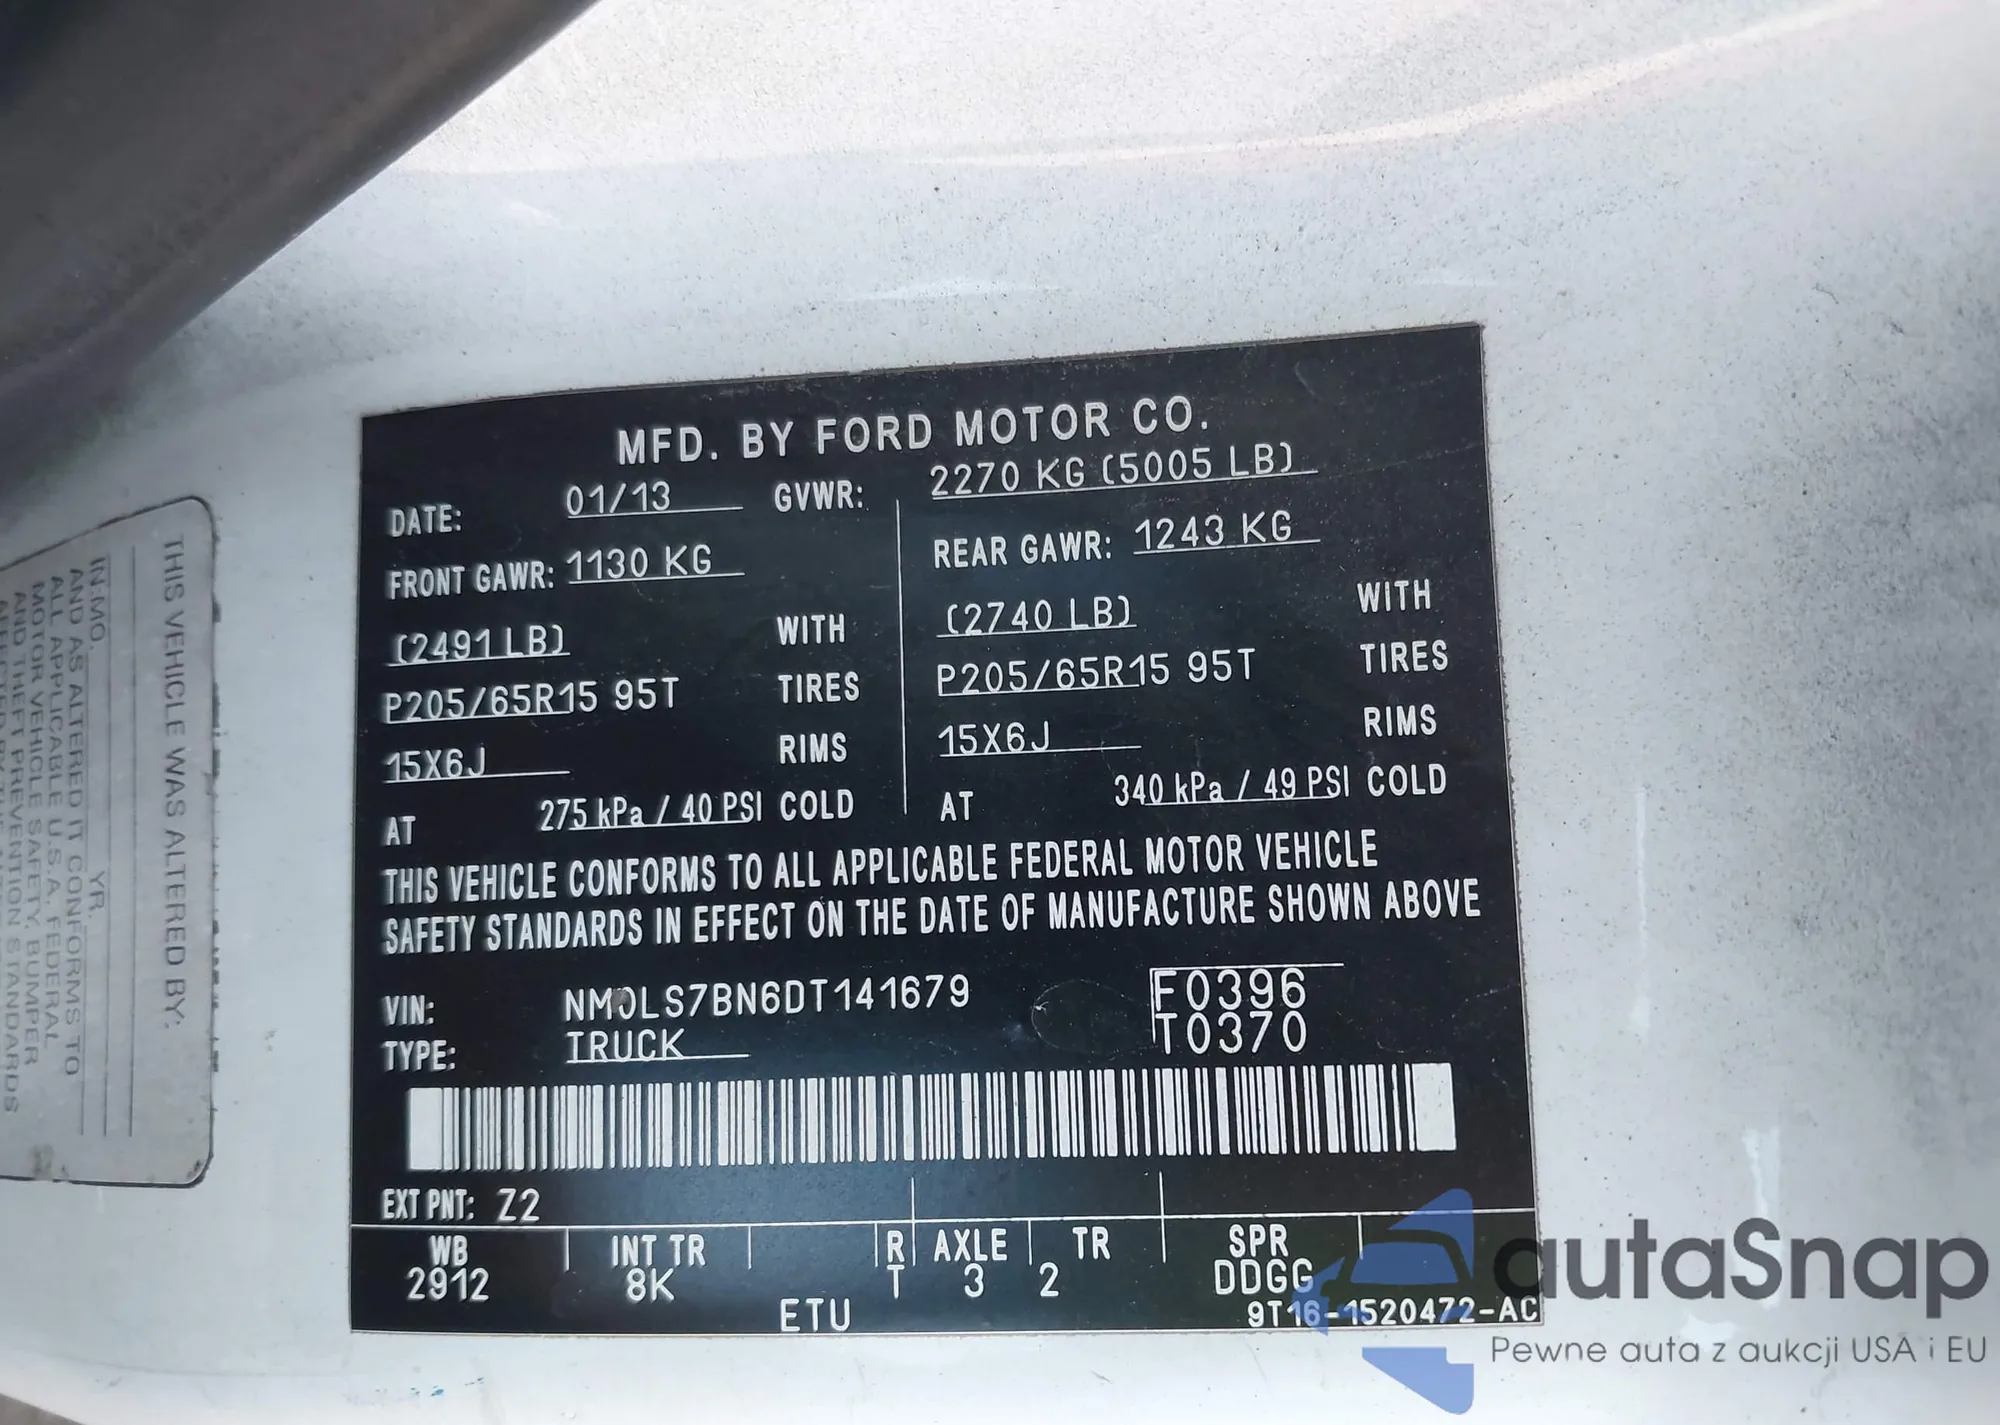 MFD. BY FORD MOTOR CO.
DATE: 01/13 GVWR: 2270 KG (5005 LB)
FRONT GAWR: 1130 KG REAR GAWR: 1243 KG
(2491 LB) WITH (2740 LB) WITH
P205/65R15 95T TIRES P205/65R15 95T TIRES
15X6J RIMS 15X6J RIMS
AT 275 kPa / 40 PSI COLD AT 340 kPa / 49 PSI COLD
THIS VEHICLE CONFORMS TO ALL APPLICABLE FEDERAL MOTOR VEHICLE
SAFETY STANDARDS IN EFFECT ON THE DATE OF MANUFACTURE SHOWN ABOVE
VIN: NM0LS7BN6DT141679 F0396
TYPE: TRUCK T0370
EXT PNT: Z2
WB INT TR R AXLE TR SPR
2912 8K T 3 2 DDGG
ETU 9T16-1520472-AC
THIS VEHICLE WAS ALTERED BY:
IN MO. YR.
AND AS ALTERED IT CONFORMS TO
ALL APPLICABLE U.S.A. FEDERAL
MOTOR VEHICLE SAFETY, BUMPER
AND THEFT PREVENTION STANDARDS
autaSnap
Pewne auta z aukcji USA i EU